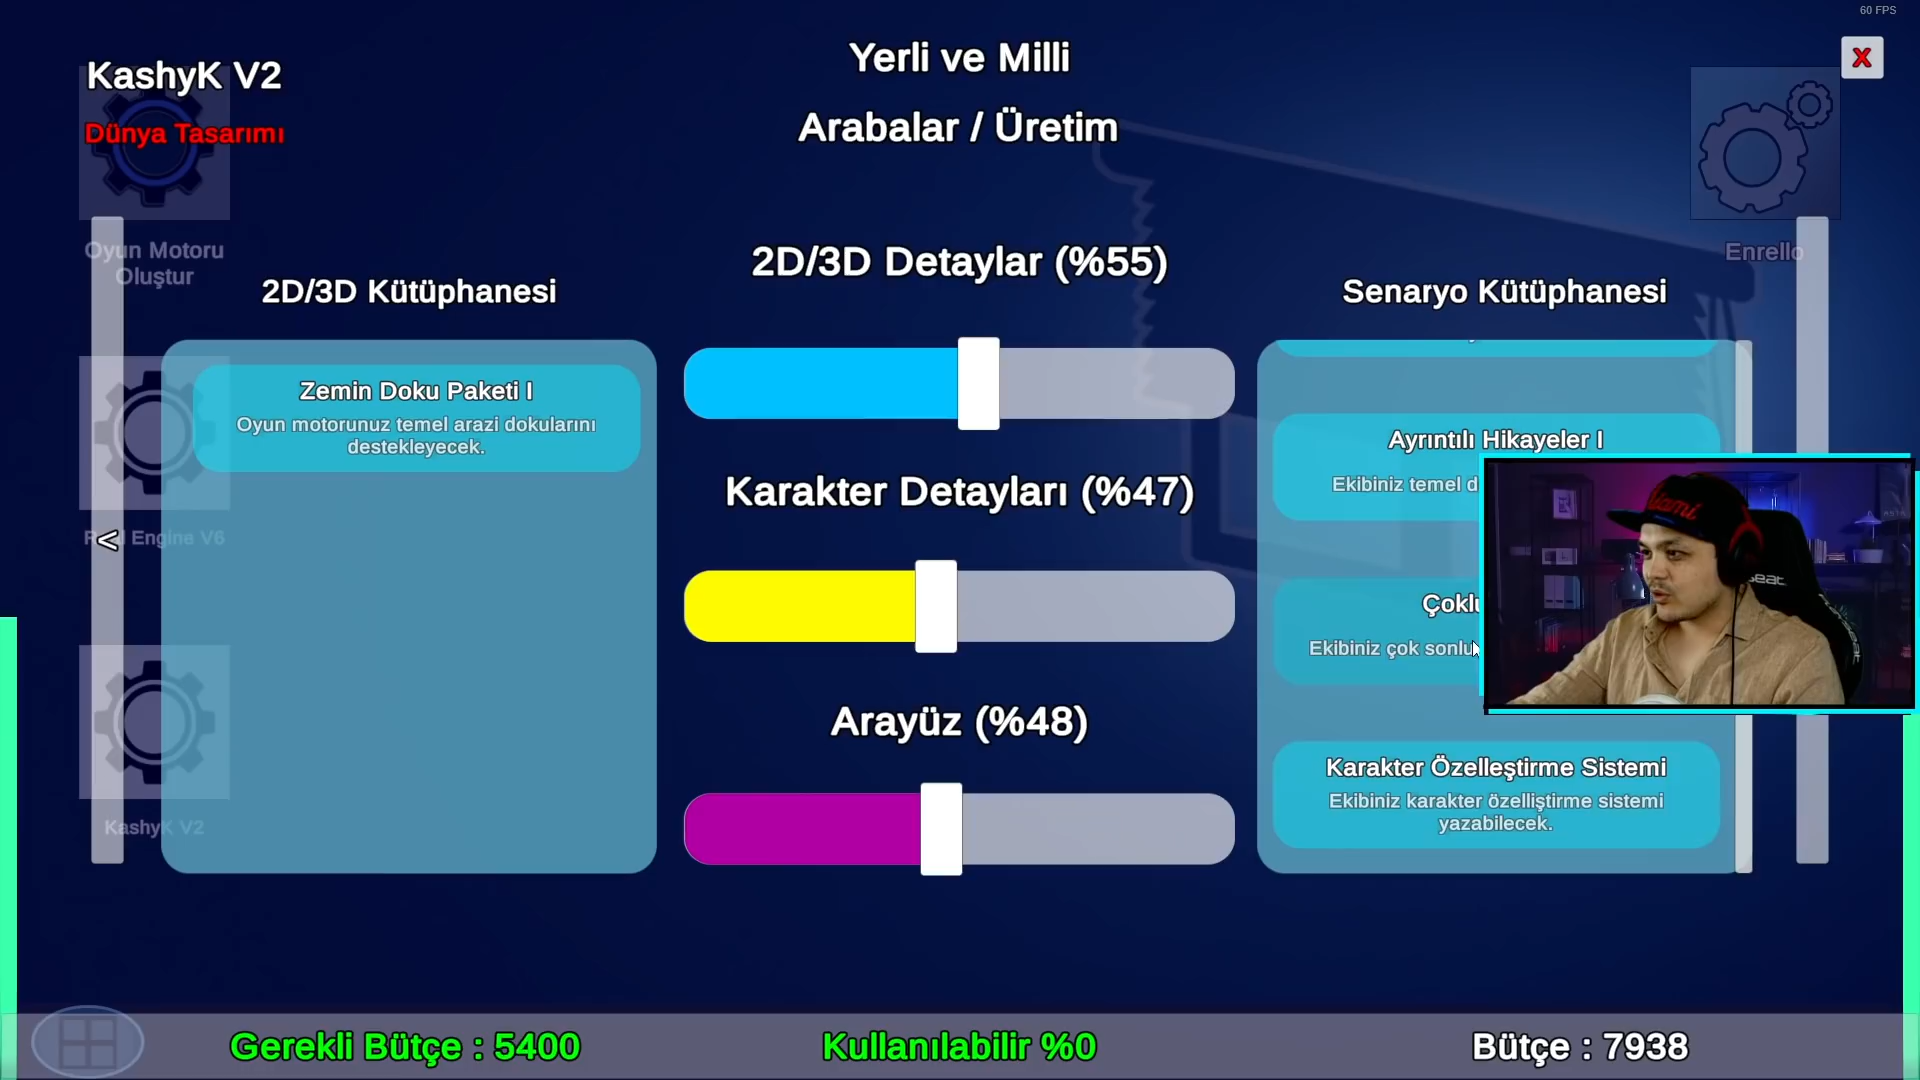 60 FPS
KashyK V2
Dünya Tasarımı
Yerli ve Milli
Arabalar / Üretim
X
Oyun Motoru
Oluştur
Enrello
2D/3D Kütüphanesi
2D/3D Detaylar (%55)
Senaryo Kütüphanesi
Zemin Doku Paketi I
Oyun motorunuz temel arazi dokularını
destekleyecek.
Ayrıntılı Hikayeler I
Ekibiniz temel d
Karakter Detayları (%47)
Miami
<
Engine V6
Çoklu
Ekibiniz çok sonlu
Arayüz (%48)
Karakter Özelleştirme Sistemi
Ekibiniz karakter özelliştirme sistemi
yazabilecek.
KashyK V2
Gerekli Bütçe : 5400
Kullanılabilir %0
Bütçe : 7938